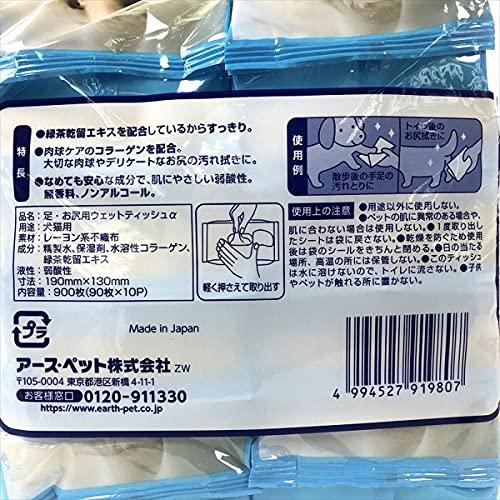 特長
●緑茶乾留エキスを配合しているからすっきり。
●肉球ケアのコラーゲンを配合。
大切な肉球やデリケートなお尻の汚れ拭きに。
●なめても安心な成分で、肌にやさしい弱酸性。
無香料、ノンアルコール。
品名:足・お尻用ウェットティッシュα
用途:犬猫用
素材:レーヨン系不織布
成分:精製水、保湿剤、水溶性コラーゲン、
緑茶乾留エキス
液性:弱酸性
寸法:190mm×130mm
内容量:900枚(90枚×10P)
軽く押さえて取り出す
使用例
散歩後の手足の
汚れとりに
トイレ後の
お尻拭きに
使用上の注意
●用途以外に使用しない。
●ペットの肌に異常のある場合や、
肌に合わない場合は使用しない。●1度取り出し
たシートは袋に戻さない。●乾燥を防ぐため使用
後は袋のシールをきちんと閉める。●日の当たる
場所、高温の所には保管しない。●このティッシュ
は水に溶けないので、トイレに流さない。●子供
やペットが触れる所に置かない。
プラ
Made in Japan
アース・ペット株式会社 ZW
〒105-0004 東京都港区新橋4-11-1
お客様窓口 0120-911330
https://www.earth-pet.co.jp
4 994527 919807